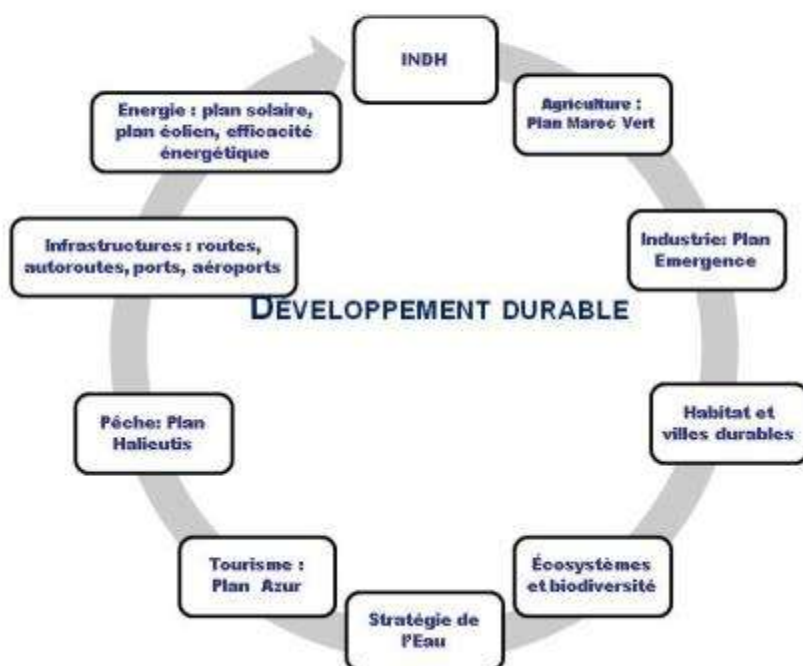 INDH
Agriculture :
Plan Maroc Vert
Industrie: Plan
Emergence
Habitat et
villes durables
Écosystèmes
et biodiversité
Stratégie de
l'Eau
Tourisme :
Plan Azur
Pêche: Plan
Halieutis
Infrastructures : routes,
autoroutes, ports, aéroports
Energie : plan solaire,
plan éolien, efficacité
énergétique
DÉVELOPPEMENT DURABLE